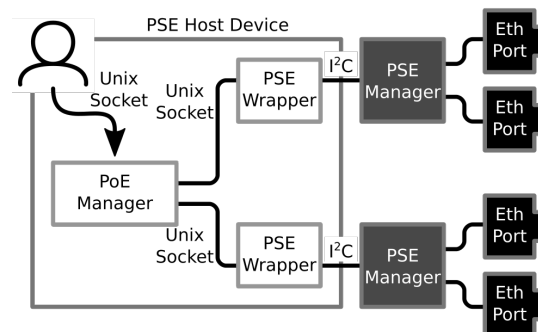 PSE Host Device
Unix
Socket
Unix
Socket
PSE
Wrapper
I²C
PSE
Manager
Eth
Port
Eth
Port
PoE
Manager
Unix
Socket
PSE
Wrapper
I²C
PSE
Manager
Eth
Port
Eth
Port